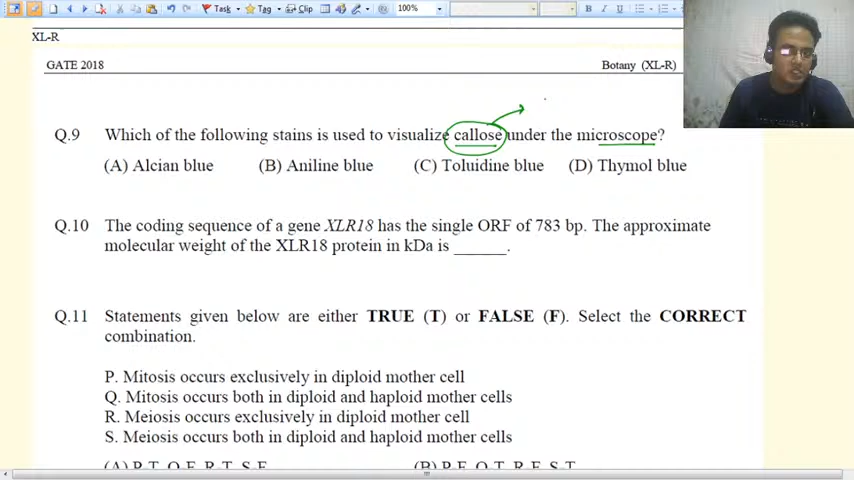 Task Tag Clip 100% B I U
XL-R
GATE 2018 Botany (XL-R)
Q.9 Which of the following stains is used to visualize callose under the microscope?
(A) Alcian blue (B) Aniline blue (C) Toluidine blue (D) Thymol blue
Q.10 The coding sequence of a gene XLR18 has the single ORF of 783 bp. The approximate
molecular weight of the XLR18 protein in kDa is ______.
Q.11 Statements given below are either TRUE (T) or FALSE (F). Select the CORRECT
combination.
P. Mitosis occurs exclusively in diploid mother cell
Q. Mitosis occurs both in diploid and haploid mother cells
R. Meiosis occurs exclusively in diploid mother cell
S. Meiosis occurs both in diploid and haploid mother cells
(A) P-T, Q-F, R-T, S-F (B) P-F, Q-T, R-F, S-T